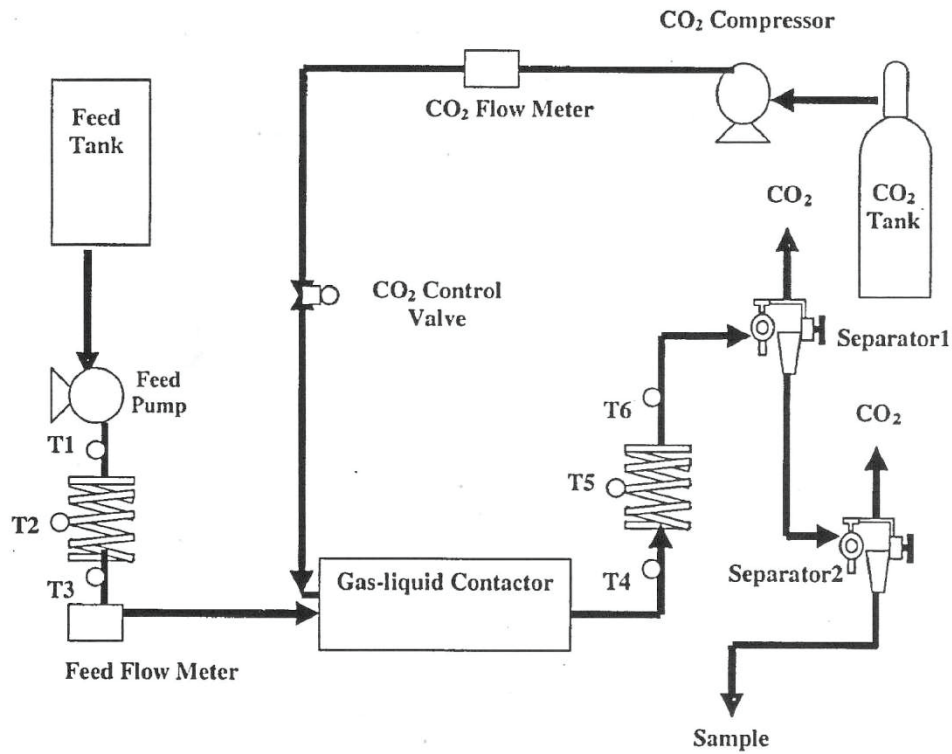 CO₂ Compressor
Feed
Tank
CO₂ Flow Meter
CO₂
Tank
CO₂
CO₂ Control
Valve
Separator1
Feed
Pump
T6
CO₂
T1
T5
T2
T3
Gas-liquid Contactor
T4
Separator2
Feed Flow Meter
Sample